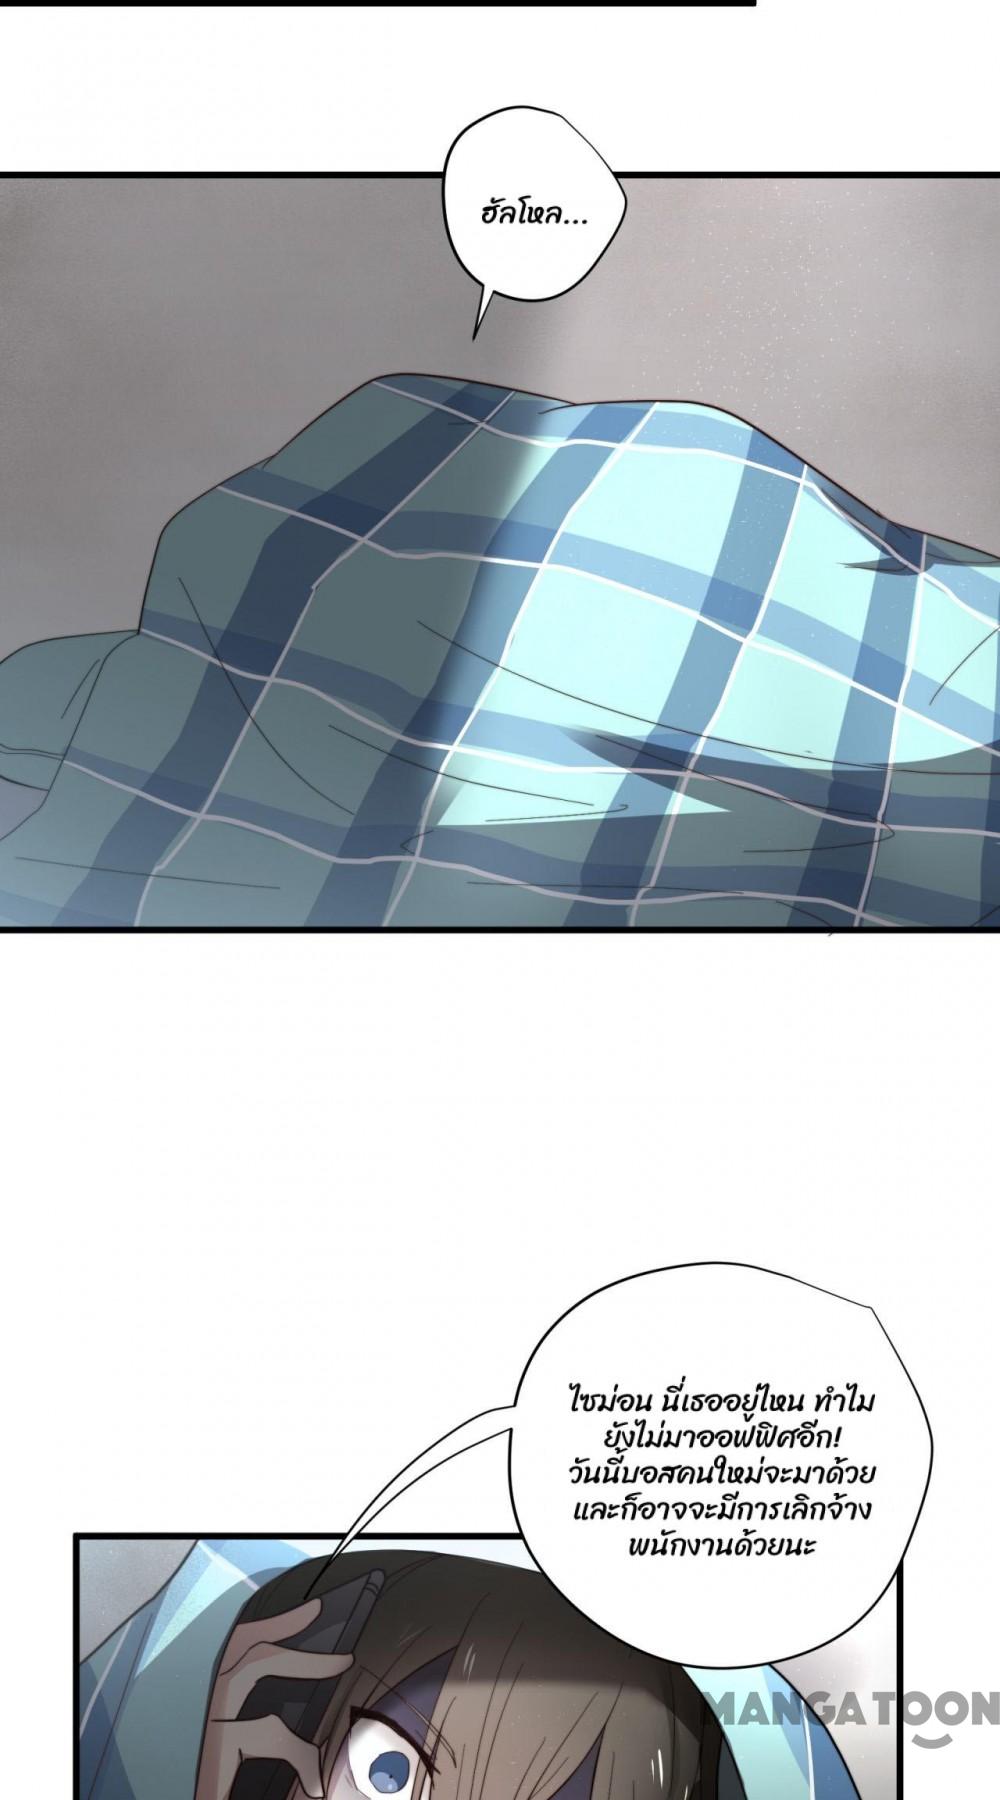 ฮัลโหล...
ไซม่อน นี่เธออยู่ไหน ทำไม
ยังไม่มาออฟฟิศอีก!
วันนี้บอสคนใหม่จะมาด้วย
และก็อาจจะมีการเลิกจ้าง
พนักงานด้วยนะ
MANGATOON